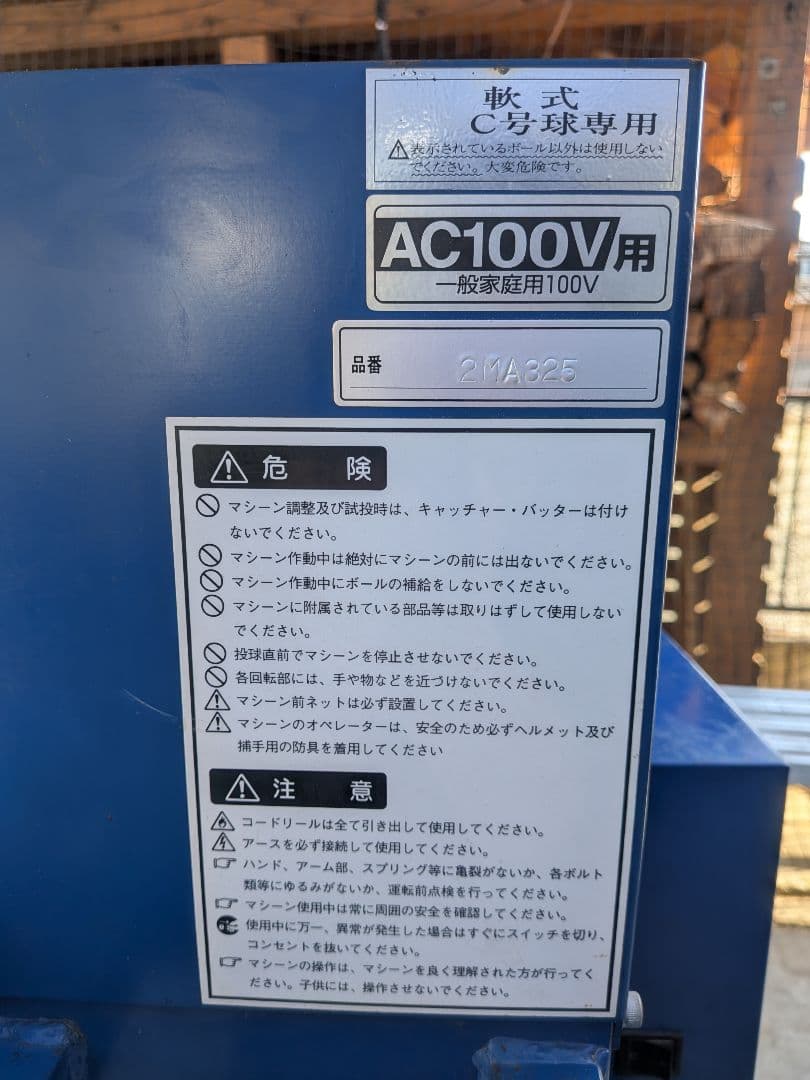 軟式
C号球専用
表示されているボール以外は使用しない
でください。大変危険です。
AC100V用
一般家庭用100V
品番 2MA325
危険
マシーン調整及び試投時は、キャッチャー・バッターは付け
ないでください。
マシーン作動中は絶対にマシーンの前には出ないでください。
マシーン作動中にボールの補給をしないでください。
マシーンに附属されている部品等は取りはずして使用しない
でください。
投球直前でマシーンを停止させないでください。
各回転部には、手や物などを近づけないでください。
マシーン前ネットは必ず設置してください。
マシーンのオペレーターは、安全のため必ずヘルメット及び
捕手用の防具を着用してください
注意
コードリールは全て引き出して使用してください。
アースを必ず接続して使用してください。
ハンド、アーム部、スプリング等に亀裂がないか、各ボルト
類等にゆるみがないか、運転前点検を行ってください。
マシーン使用中は常に周囲の安全を確認してください。
使用中に万一、異常が発生した場合はすぐにスイッチを切り、
コンセントを抜いてください。
マシーンの操作は、マシーンを良く理解された方が行ってく
ださい。子供には、操作させないでください。